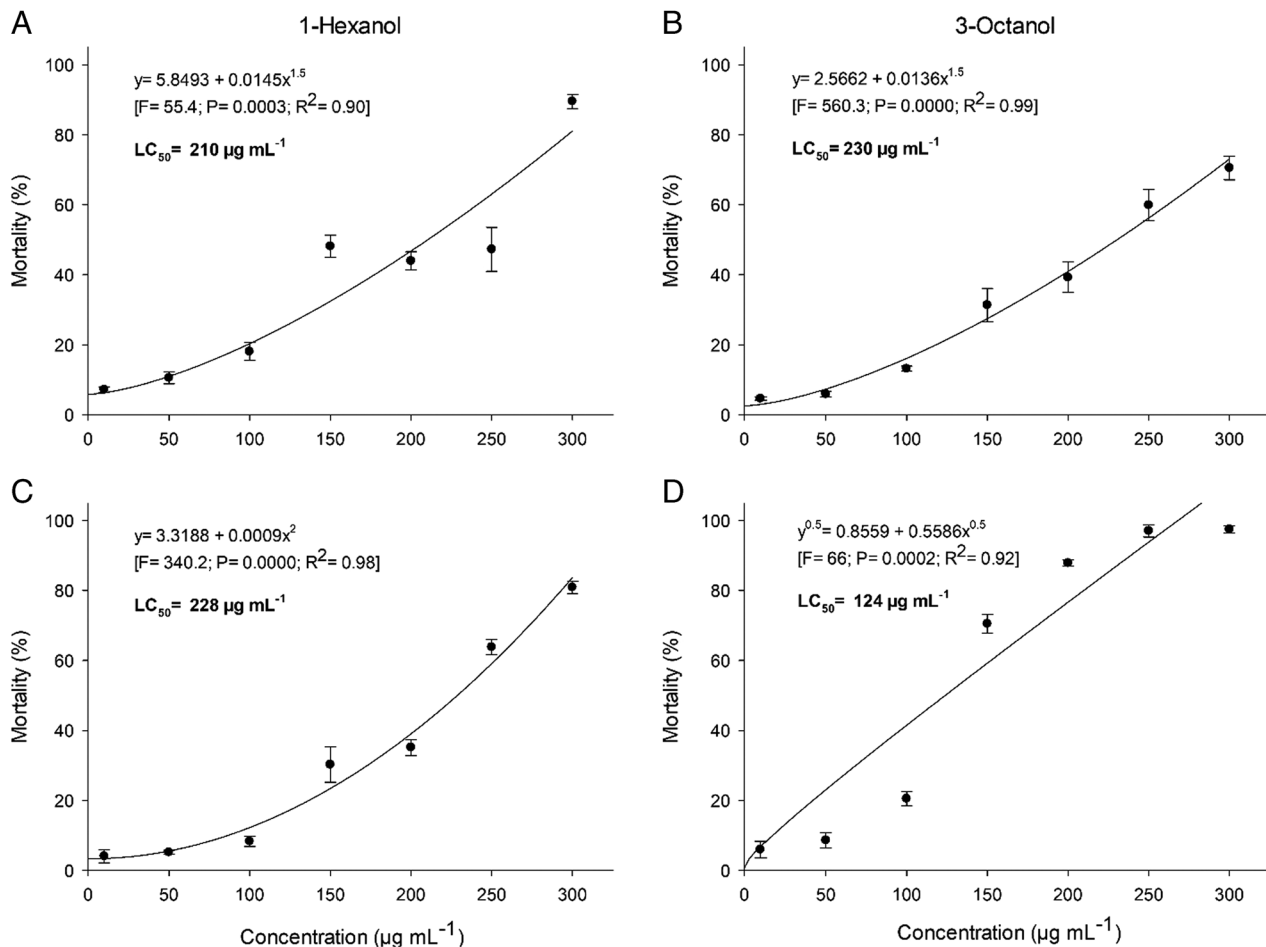 A
1-Hexanol
B
3-Octanol
100
80
60
40
20
0
Mortality (%)
y= 5.8493 + 0.0145x^1.5
[F= 55.4; P= 0.0003; R^2= 0.90]
LC50= 210 µg mL^-1
0 50 100 150 200 250 300
100
80
60
40
20
0
Mortality (%)
y= 2.5662 + 0.0136x^1.5
[F= 560.3; P= 0.0000; R^2= 0.99]
LC50= 230 µg mL^-1
0 50 100 150 200 250 300
C
100
80
60
40
20
0
Mortality (%)
y= 3.3188 + 0.0009x^2
[F= 340.2; P= 0.0000; R^2= 0.98]
LC50= 228 µg mL^-1
0 50 100 150 200 250 300
Concentration (µg mL^-1)
D
100
80
60
40
20
0
Mortality (%)
y^0.5= 0.8559 + 0.5586x^0.5
[F= 66; P= 0.0002; R^2= 0.92]
LC50= 124 µg mL^-1
0 50 100 150 200 250 300
Concentration (µg mL^-1)